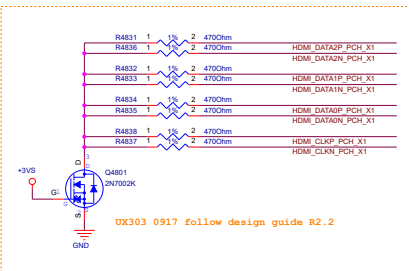 R4831 1 1% 2 470Ohm
R4836 1 1% 2 470Ohm HDMI_DATA2P_PCH_X1
HDMI_DATA2N_PCH_X1
R4832 1 1% 2 470Ohm
R4833 1 1% 2 470Ohm HDMI_DATA1P_PCH_X1
HDMI_DATA1N_PCH_X1
R4834 1 1% 2 470Ohm
R4835 1 1% 2 470Ohm HDMI_DATA0P_PCH_X1
HDMI_DATA0N_PCH_X1
R4838 1 1% 2 470Ohm
R4837 1 1% 2 470Ohm HDMI_CLKP_PCH_X1
HDMI_CLKN_PCH_X1
3
D D
+3VS Q4801
2N7002K
G 1
G
S 2
UX303 0917 follow design guide R2.2
GND